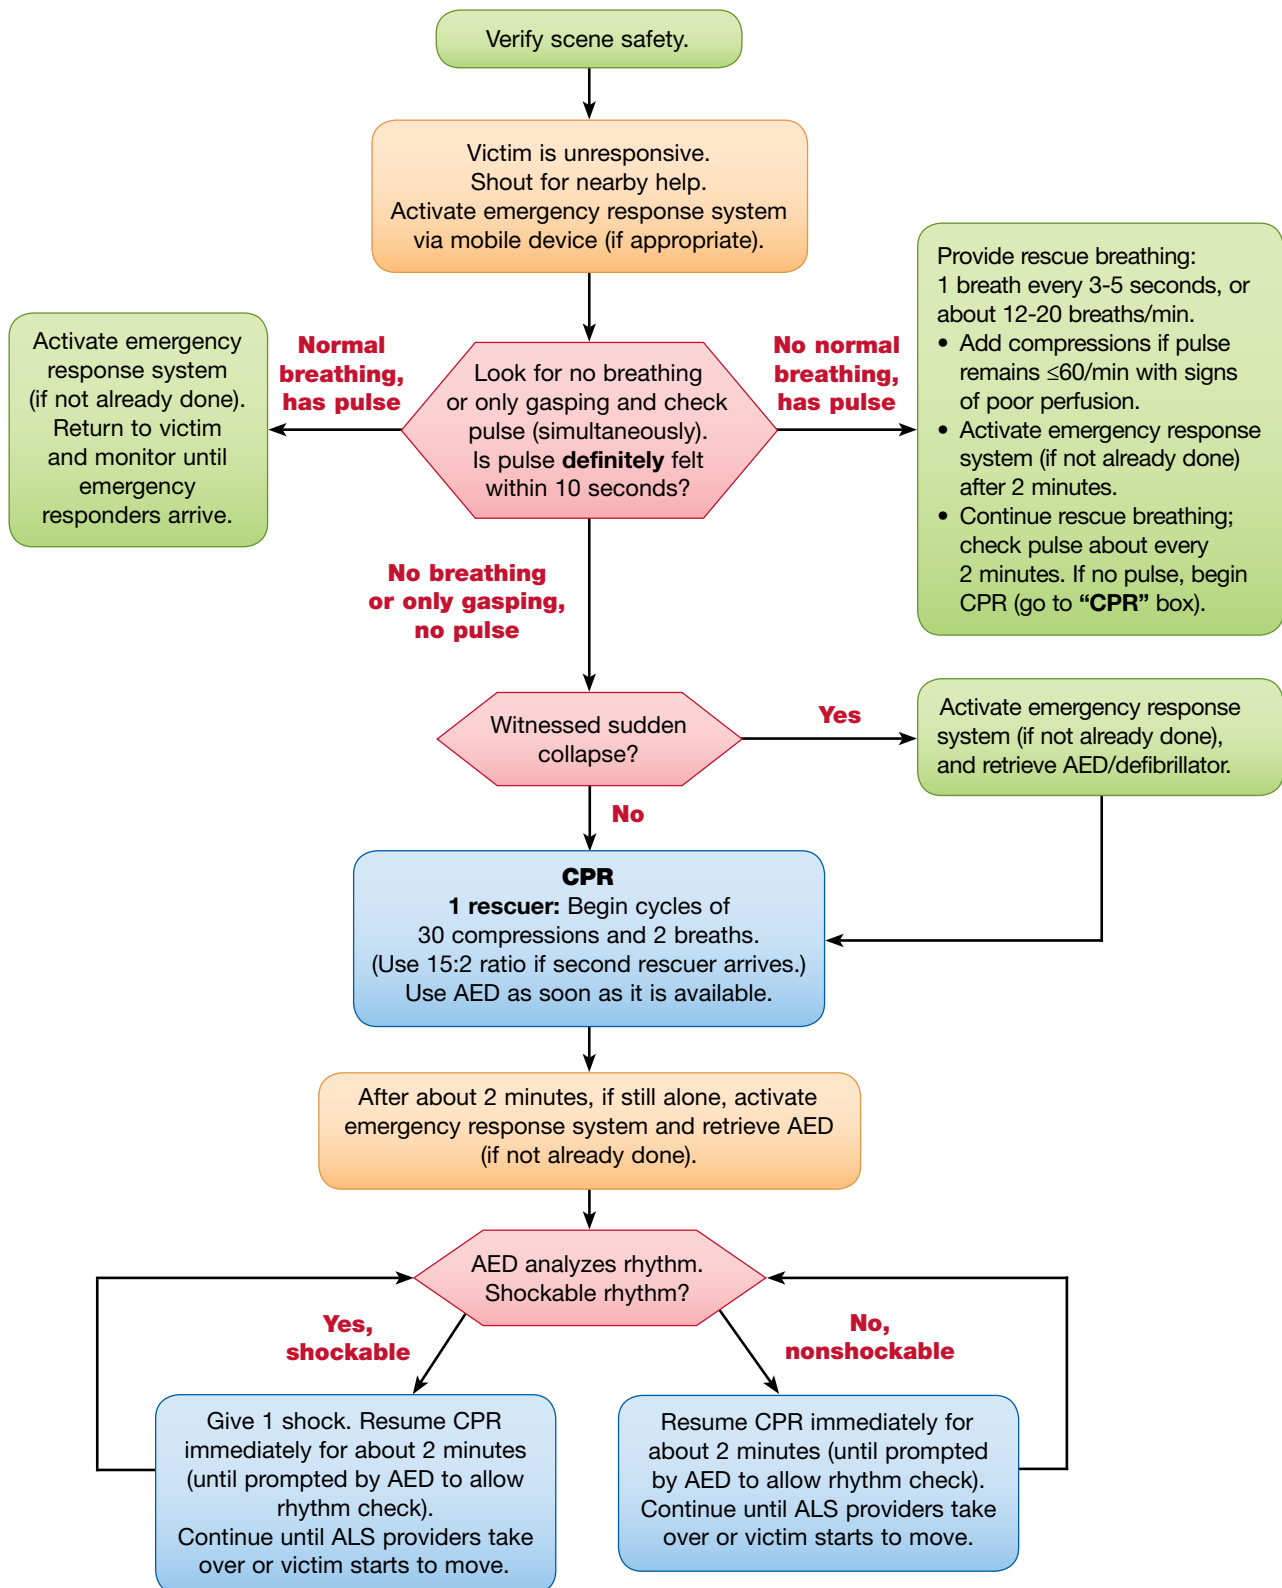 Verify scene safety.
Victim is unresponsive.
Shout for nearby help.
Activate emergency response system
via mobile device (if appropriate).
Activate emergency
response system
(if not already done).
Return to victim
and monitor until
emergency
responders arrive.
Normal
breathing,
has pulse
Look for no breathing
or only gasping and check
pulse (simultaneously).
Is pulse definitely felt
within 10 seconds?
No normal
breathing,
has pulse
Provide rescue breathing:
1 breath every 3-5 seconds, or
about 12-20 breaths/min.
• Add compressions if pulse
remains ≤60/min with signs
of poor perfusion.
• Activate emergency response
system (if not already done)
after 2 minutes.
• Continue rescue breathing;
check pulse about every
2 minutes. If no pulse, begin
CPR (go to “CPR” box).
No breathing
or only gasping,
no pulse
Witnessed sudden
collapse?
Yes
Activate emergency response
system (if not already done),
and retrieve AED/defibrillator.
No
CPR
1 rescuer: Begin cycles of
30 compressions and 2 breaths.
(Use 15:2 ratio if second rescuer arrives.)
Use AED as soon as it is available.
After about 2 minutes, if still alone, activate
emergency response system and retrieve AED
(if not already done).
AED analyzes rhythm.
Shockable rhythm?
Yes,
shockable
No,
nonshockable
Give 1 shock. Resume CPR
immediately for about 2 minutes
(until prompted by AED to allow
rhythm check).
Continue until ALS providers take
over or victim starts to move.
Resume CPR immediately for
about 2 minutes (until prompted
by AED to allow rhythm check).
Continue until ALS providers take
over or victim starts to move.